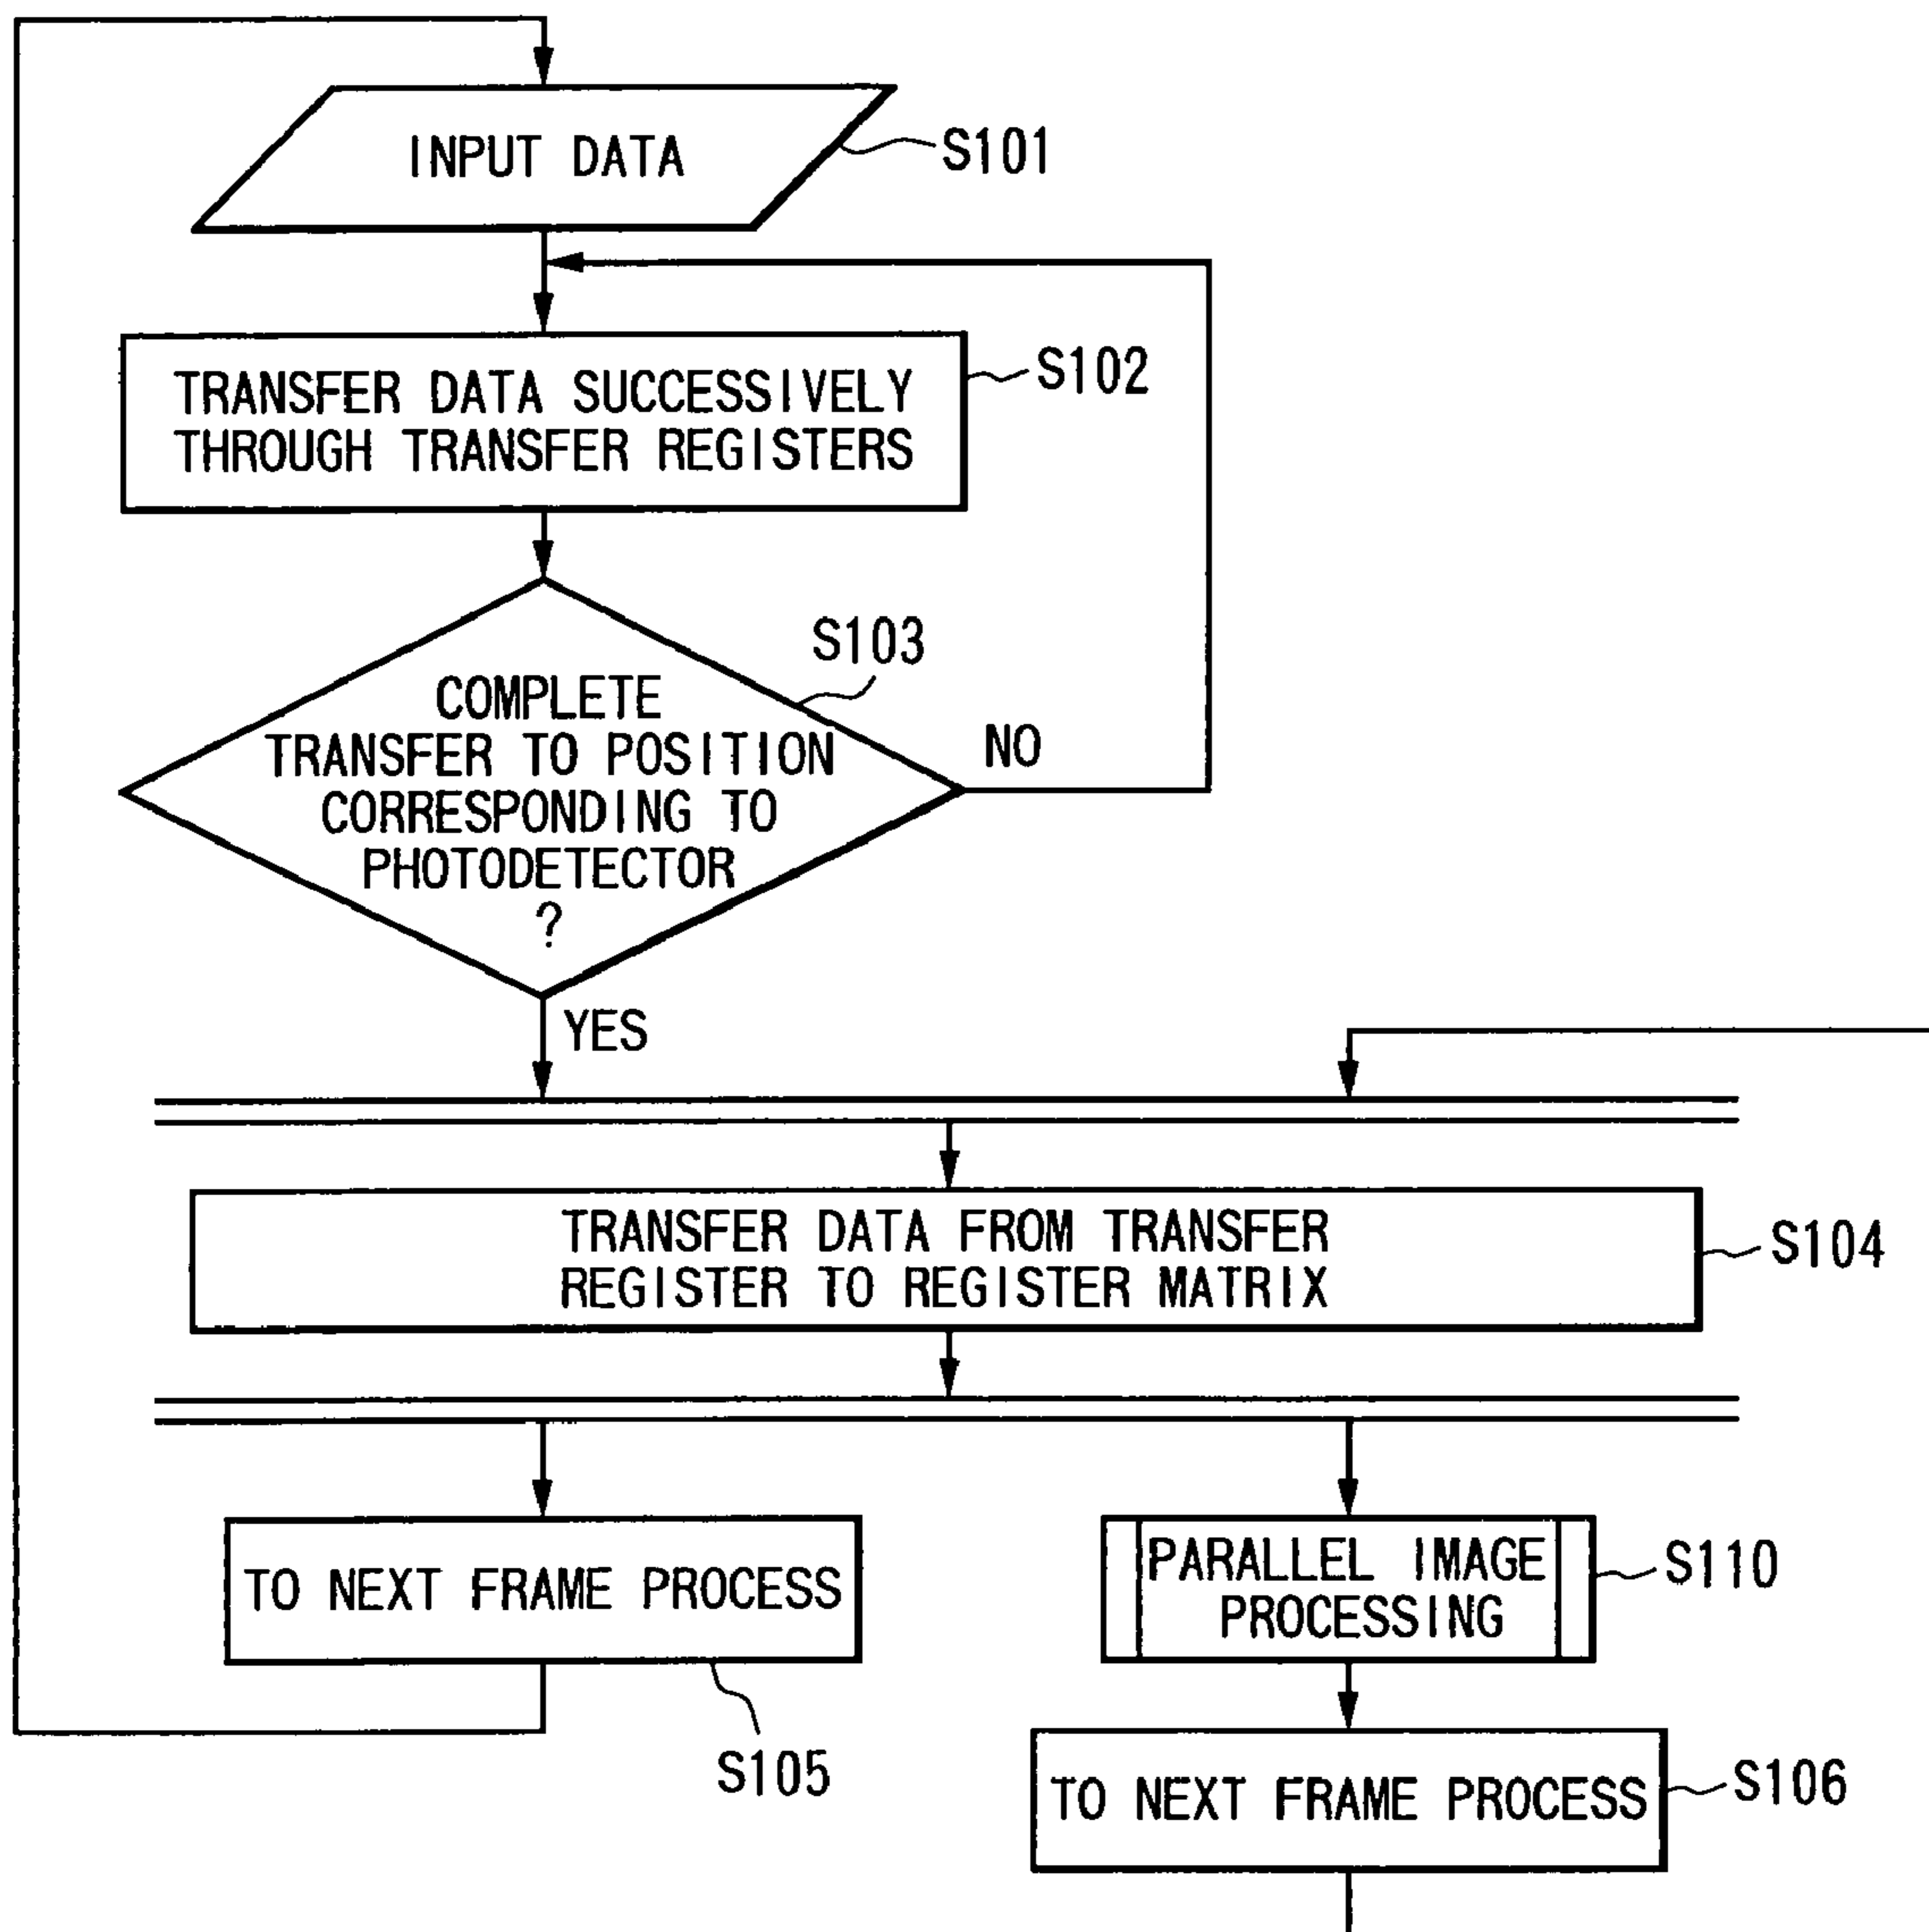 INPUT DATA
S101
TRANSFER DATA SUCCESSIVELY
THROUGH TRANSFER REGISTERS
S102
S103
COMPLETE
TRANSFER TO POSITION
CORRESPONDING TO
PHOTODETECTOR
?
NO
YES
TRANSFER DATA FROM TRANSFER
REGISTER TO REGISTER MATRIX
S104
TO NEXT FRAME PROCESS
S105
PARALLEL IMAGE
PROCESSING
S110
TO NEXT FRAME PROCESS
S106